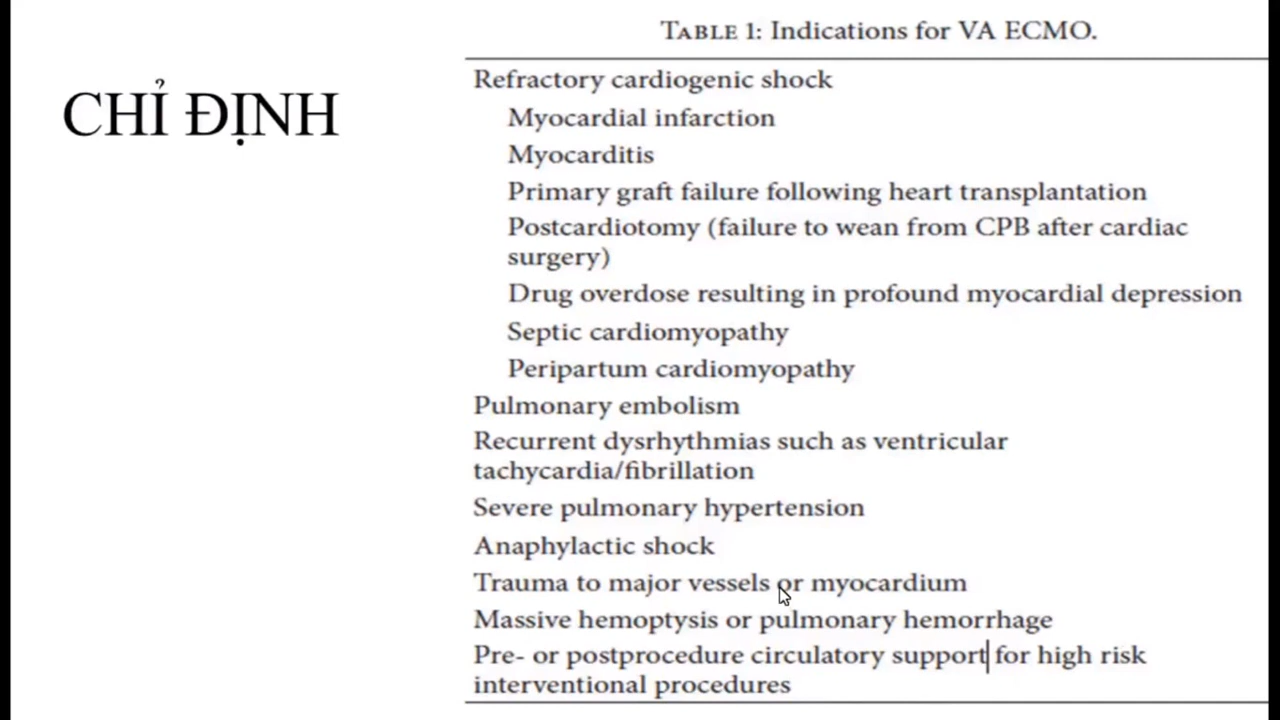 CHỈ ĐỊNH
TABLE 1: Indications for VA ECMO.
Refractory cardiogenic shock
Myocardial infarction
Myocarditis
Primary graft failure following heart transplantation
Postcardiotomy (failure to wean from CPB after cardiac
surgery)
Drug overdose resulting in profound myocardial depression
Septic cardiomyopathy
Peripartum cardiomyopathy
Pulmonary embolism
Recurrent dysrhythmias such as ventricular
tachycardia/fibrillation
Severe pulmonary hypertension
Anaphylactic shock
Trauma to major vessels or myocardium
Massive hemoptysis or pulmonary hemorrhage
Pre- or postprocedure circulatory support for high risk
interventional procedures